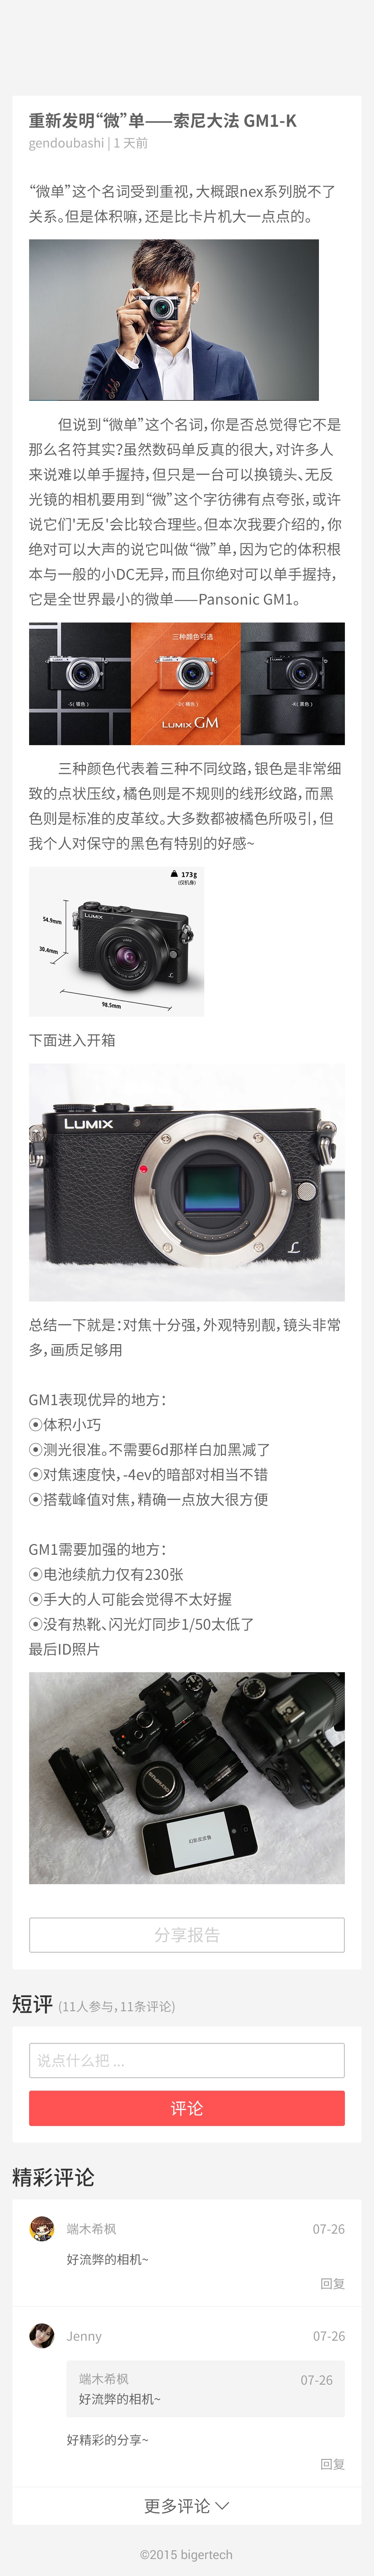 重新发明“微”单——索尼大法 GM1-K
gendoubashi | 1 天前
“微单”这个名词受到重视，大概跟nex系列脱不了
关系。但是体积嘛，还是比卡片机大一点点的。
但说到“微单”这个名词，你是否总觉得它不是
那么名符其实？虽然数码单反真的很大，对许多人
来说难以单手握持，但只是一台可以换镜头、无反
光镜的相机要用到“微”这个字仿彿有点夸张，或许
说它们'无反'会比较合理些。但本次我要介绍的，你
绝对可以大声的说它叫做“微”单，因为它的体积根
本与一般的小DC无异，而且你绝对可以单手握持，
它是全世界最小的微单——Pansonic GM1。
三种颜色可选
-S（银色）
-D（橘色）
-K（黑色）
LUMIX GM
三种颜色代表着三种不同纹路，银色是非常细
致的点状压纹，橘色则是不规则的线形纹路，而黑
色则是标准的皮革纹。大多数都被橘色所吸引，但
我个人对保守的黑色有特别的好感~
173g
(仅机身)
LUMIX
54.9mm
30.4mm
L
98.5mm
下面进入开箱
LUMIX
L
总结一下就是：对焦十分强，外观特别靓，镜头非常
多，画质足够用
GM1表现优异的地方：
⦿体积小巧
⦿测光很准。不需要6d那样白加黑减了
⦿对焦速度快，-4ev的暗部对相当不错
⦿搭载峰值对焦，精确一点放大很方便
GM1需要加强的地方：
⦿电池续航力仅有230张
⦿手大的人可能会觉得不太好握
⦿没有热靴、闪光灯同步1/50太低了
最后ID照片
OLYMPUS
分享报告
短评 (11人参与，11条评论)
说点什么把 ...
评论
精彩评论
端木希枫 07-26
好流弊的相机~
回复
Jenny 07-26
端木希枫 07-26
好流弊的相机~
好精彩的分享~
回复
更多评论
©2015 bigertech